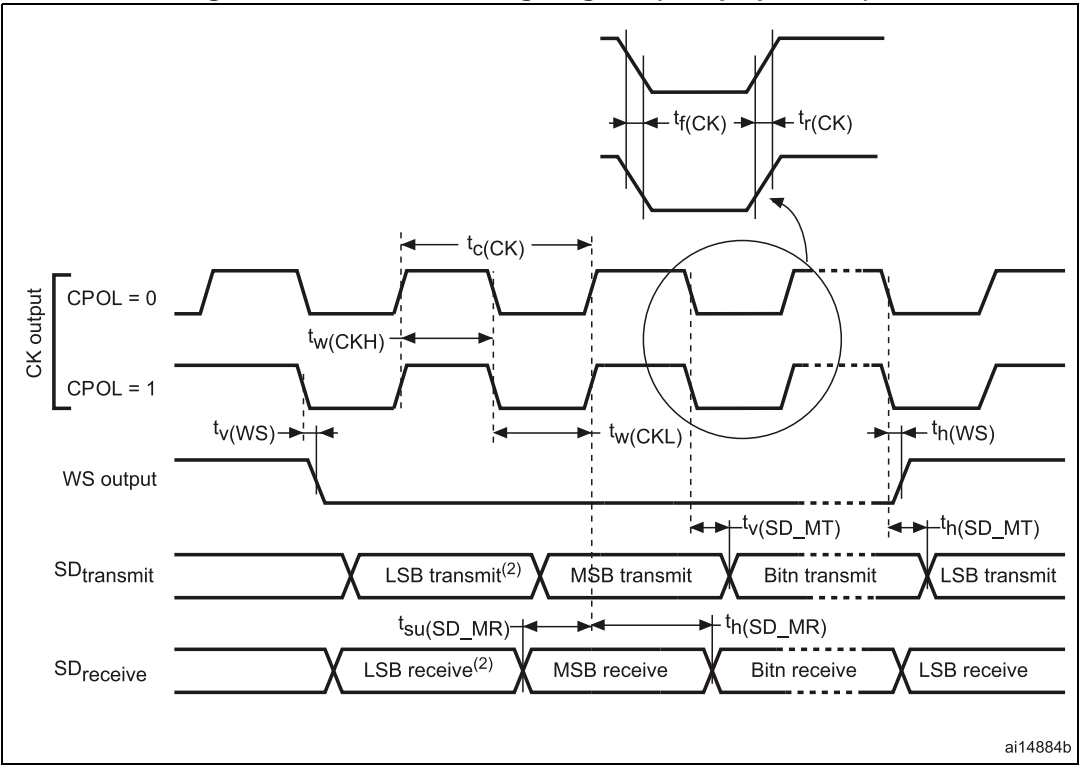 tf(CK)
tr(CK)
tc(CK)
CK output
CPOL = 0
tw(CKH)
CPOL = 1
tv(WS)
tw(CKL)
th(WS)
WS output
tv(SD_MT)
th(SD_MT)
SDtransmit
LSB transmit(2)
MSB transmit
Bitn transmit
LSB transmit
tsu(SD_MR)
th(SD_MR)
SDreceive
LSB receive(2)
MSB receive
Bitn receive
LSB receive
ai14884b